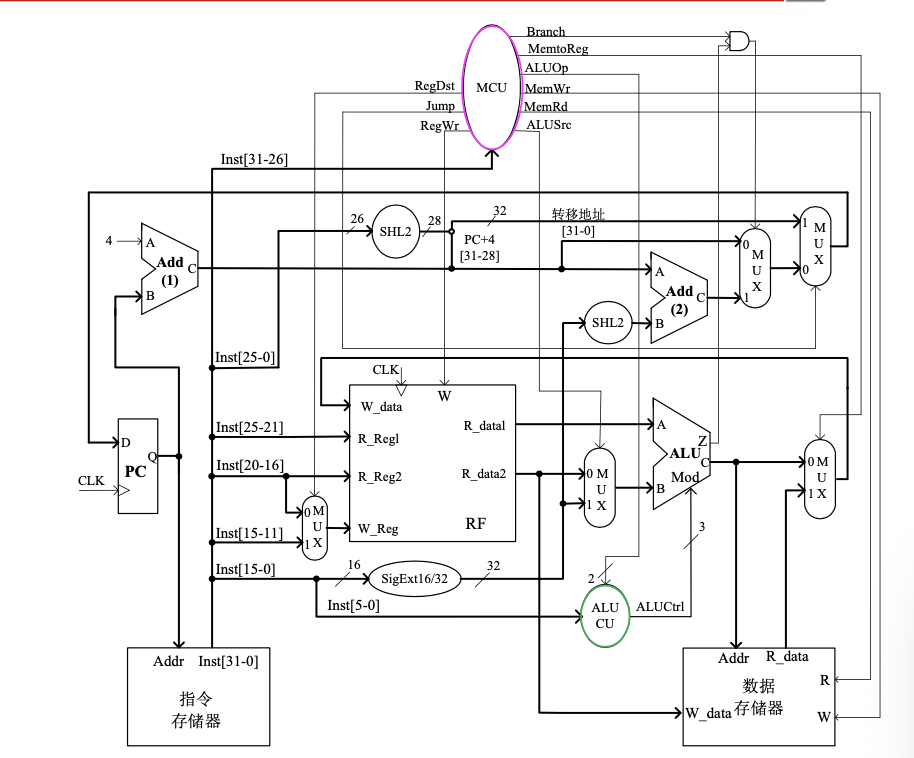 Branch
MemtoReg
ALUOp
RegDst
MCU
MemWr
Jump
MemRd
RegWr
ALUSrc
Inst[31-26]
26
SHL2
28
32
转移地址
[31-0]
PC+4
[31-28]
1
M
U
X
0
4
A
Add
(1)
C
B
0
M
U
X
1
A
Add
(2)
C
B
SHL2
Inst[25-0]
CLK
W
W_data
R_Regl
R_Reg2
W_Reg
R_datal
R_data2
RF
Inst[25-21]
Inst[20-16]
0 M
U
1 X
Inst[15-11]
Inst[15-0]
16
SigExt16/32
32
Inst[5-0]
D
Q
PC
CLK
0 M
U
1 X
A
ALU
Z
C
Mod
B
0 M
U
1 X
3
2
ALU
CU
ALUCtrl
Addr
Inst[31-0]
指令
存储器
Addr
R_data
数据
存储器
R
W_data
W